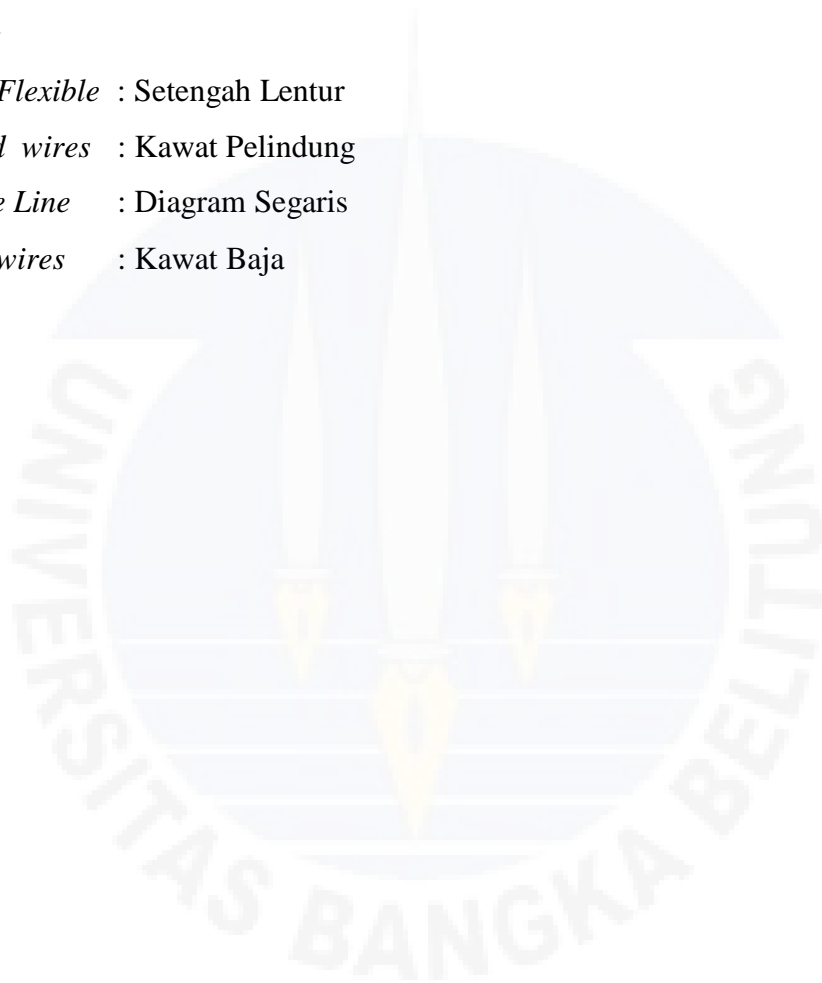 Flexible : Setengah Lentur
wires : Kawat Pelindung
Line : Diagram Segaris
wires : Kawat Baja
UNIVERSITAS BANGKA BELITUNG